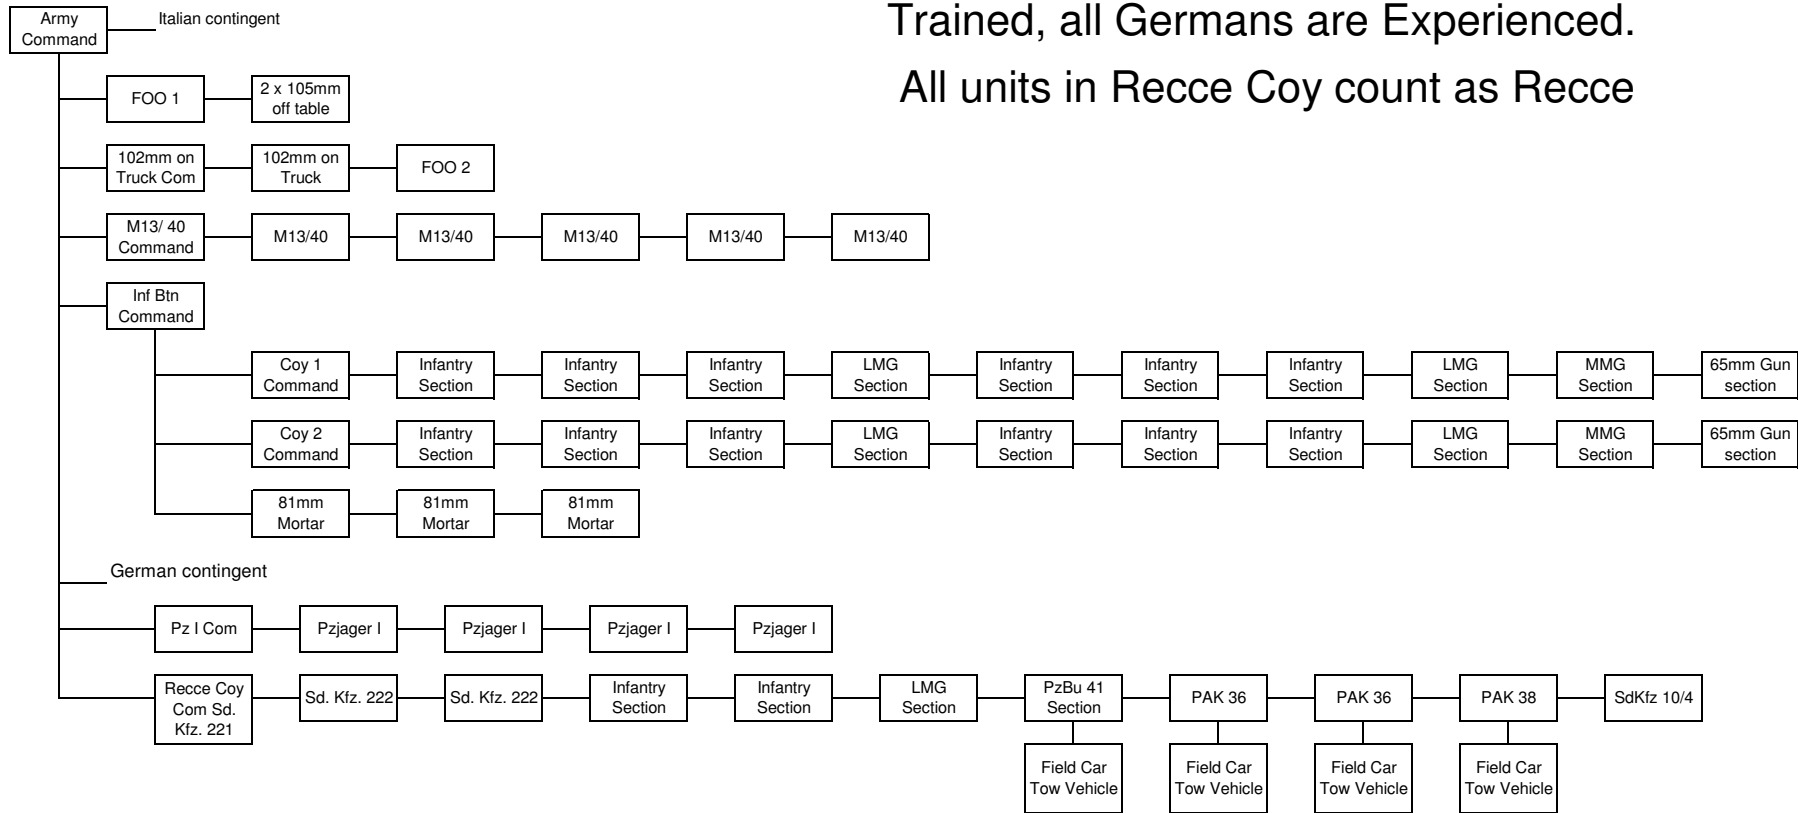 Trained, all Germans are Experienced.
All units in Recce Coy count as Recce
Army
Command
Italian contingent
FOO 1
2 x 105mm
off table
102mm on
Truck Com
102mm on
Truck
FOO 2
M13/ 40
Command
M13/40
M13/40
M13/40
M13/40
M13/40
Inf Btn
Command
Coy 1
Command
Infantry
Section
Infantry
Section
Infantry
Section
LMG
Section
Infantry
Section
Infantry
Section
Infantry
Section
LMG
Section
MMG
Section
65mm Gun
section
Coy 2
Command
Infantry
Section
Infantry
Section
Infantry
Section
LMG
Section
Infantry
Section
Infantry
Section
Infantry
Section
LMG
Section
MMG
Section
65mm Gun
section
81mm
Mortar
81mm
Mortar
81mm
Mortar
German contingent
Pz I Com
Pzjager I
Pzjager I
Pzjager I
Pzjager I
Recce Coy
Com Sd.
Kfz. 221
Sd. Kfz. 222
Sd. Kfz. 222
Infantry
Section
Infantry
Section
LMG
Section
PzBu 41
Section
PAK 36
PAK 36
PAK 38
SdKfz 10/4
Field Car
Tow Vehicle
Field Car
Tow Vehicle
Field Car
Tow Vehicle
Field Car
Tow Vehicle